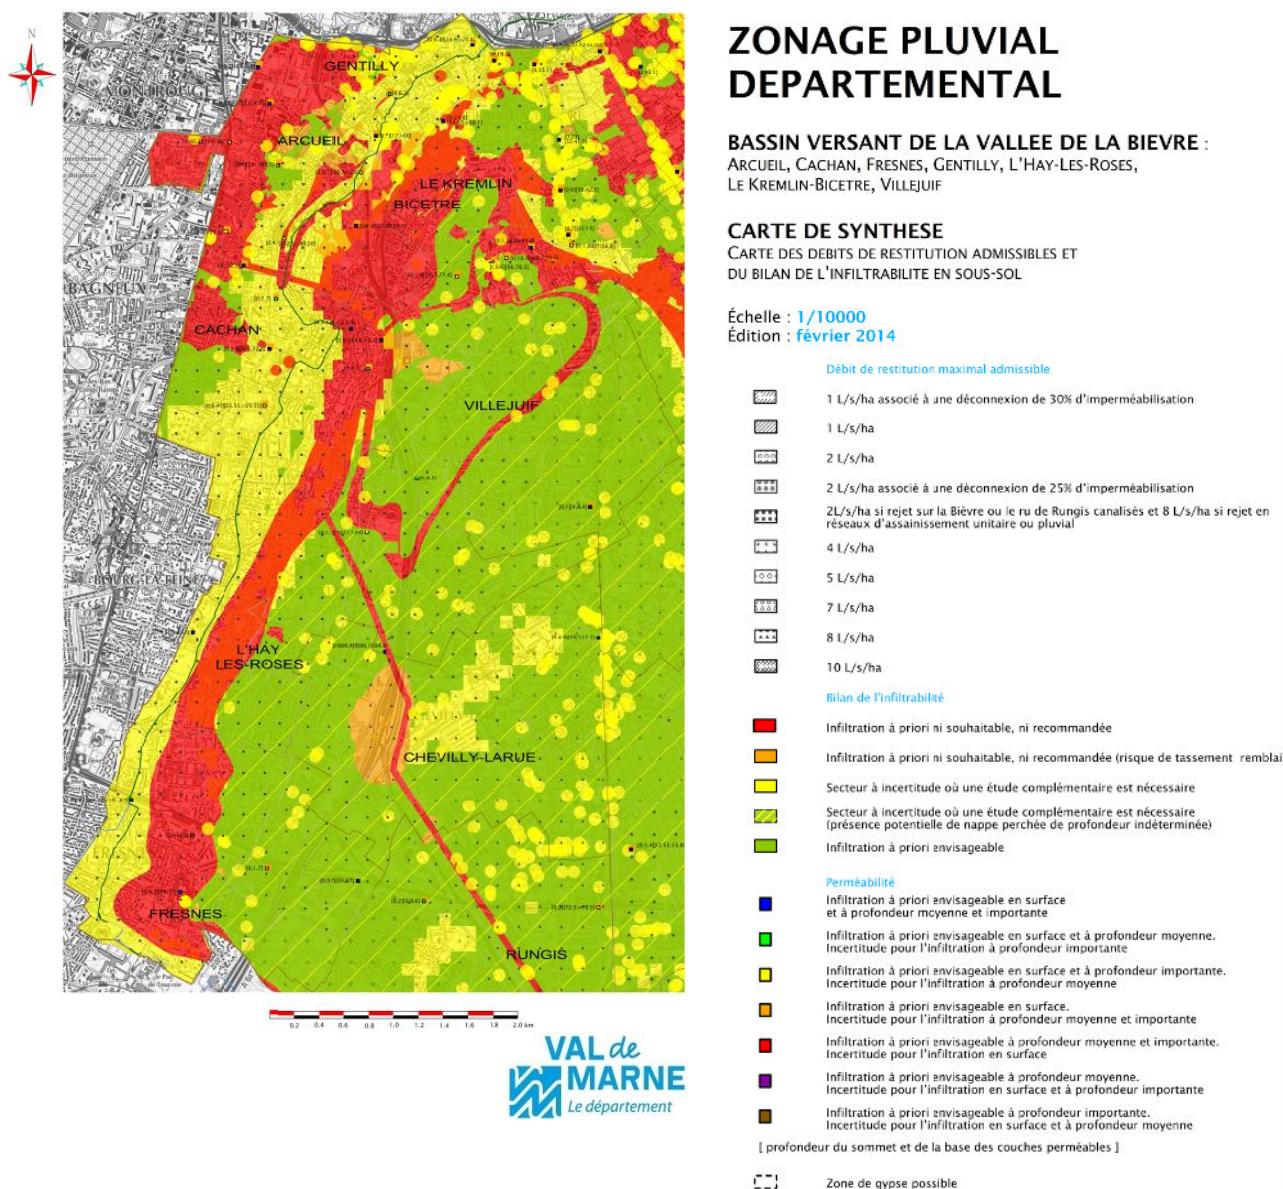 ZONAGE PLUVIAL
DEPARTEMENTAL
BASSIN VERSANT DE LA VALLEE DE LA BIEVRE :
ARCUEIL, CACHAN, FRESNES, GENTILLY, L'HAY-LES-ROSES,
LE KREMLIN-BICETRE, VILLEJUIF
CARTE DE SYNTHESE
CARTE DES DEBITS DE RESTITUTION ADMISSIBLES ET
DU BILAN DE L'INFILTRABILITE EN SOUS-SOL
Échelle : 1/10000
Édition : février 2014
Débit de restitution maximal admissible
1 L/s/ha associé à une déconnexion de 30% d'imperméabilisation
1 L/s/ha
2 L/s/ha
2 L/s/ha associé à une déconnexion de 25% d'imperméabilisation
2L/s/ha si rejet sur la Bièvre ou le ru de Rungis canalisés et 8 L/s/ha si rejet en
réseaux d'assainissement unitaire ou pluvial
4 L/s/ha
5 L/s/ha
7 L/s/ha
8 L/s/ha
10 L/s/ha
Bilan de l'infiltrabilité
Infiltration à priori ni souhaitable, ni recommandée
Infiltration à priori ni souhaitable, ni recommandée (risque de tassement remblai
Secteur à incertitude où une étude complémentaire est nécessaire
Secteur à incertitude où une étude complémentaire est nécessaire
(présence potentielle de nappe perchée de profondeur indéterminée)
Infiltration à priori envisageable
Perméabilité
Infiltration à priori envisageable en surface
et à profondeur moyenne et importante
Infiltration à priori envisageable en surface et à profondeur moyenne.
Incertitude pour l'infiltration à profondeur importante
Infiltration à priori envisageable en surface et à profondeur importante.
Incertitude pour l'infiltration à profondeur moyenne
Infiltration à priori envisageable en surface.
Incertitude pour l'infiltration à profondeur moyenne et importante
Infiltration à priori envisageable à profondeur moyenne et importante.
Incertitude pour l'infiltration en surface
Infiltration à priori envisageable à profondeur moyenne.
Incertitude pour l'infiltration en surface et à profondeur importante
Infiltration à priori envisageable à profondeur importante.
Incertitude pour l'infiltration en surface et à profondeur moyenne
[ profondeur du sommet et de la base des couches perméables ]
Zone de gypse possible
N
GENTILLY
MONTROUGE
ARCUEIL
LE KREMLIN
BICETRE
BAGNEUX
CACHAN
VILLEJUIF
BOURG-LA-REINE
L'HAY
LES-ROSES
CHEVILLY-LARUE
FRESNES
RUNGIS
0.2 0.4 0.6 0.8 1.0 1.2 1.4 1.6 1.8 2.0 km
VAL de
MARNE
Le département